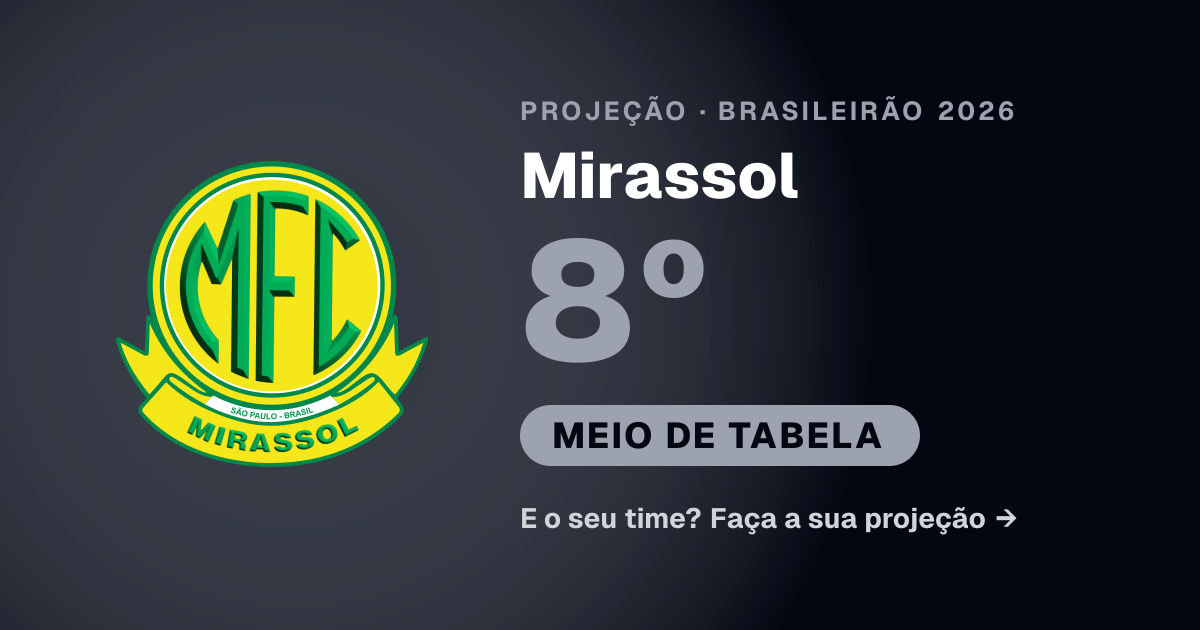 MFC
SÃO PAULO - BRASIL
MIRASSOL
PROJEÇÃO · BRASILEIRÃO 2026
Mirassol
8º
MEIO DE TABELA
E o seu time? Faça a sua projeção →